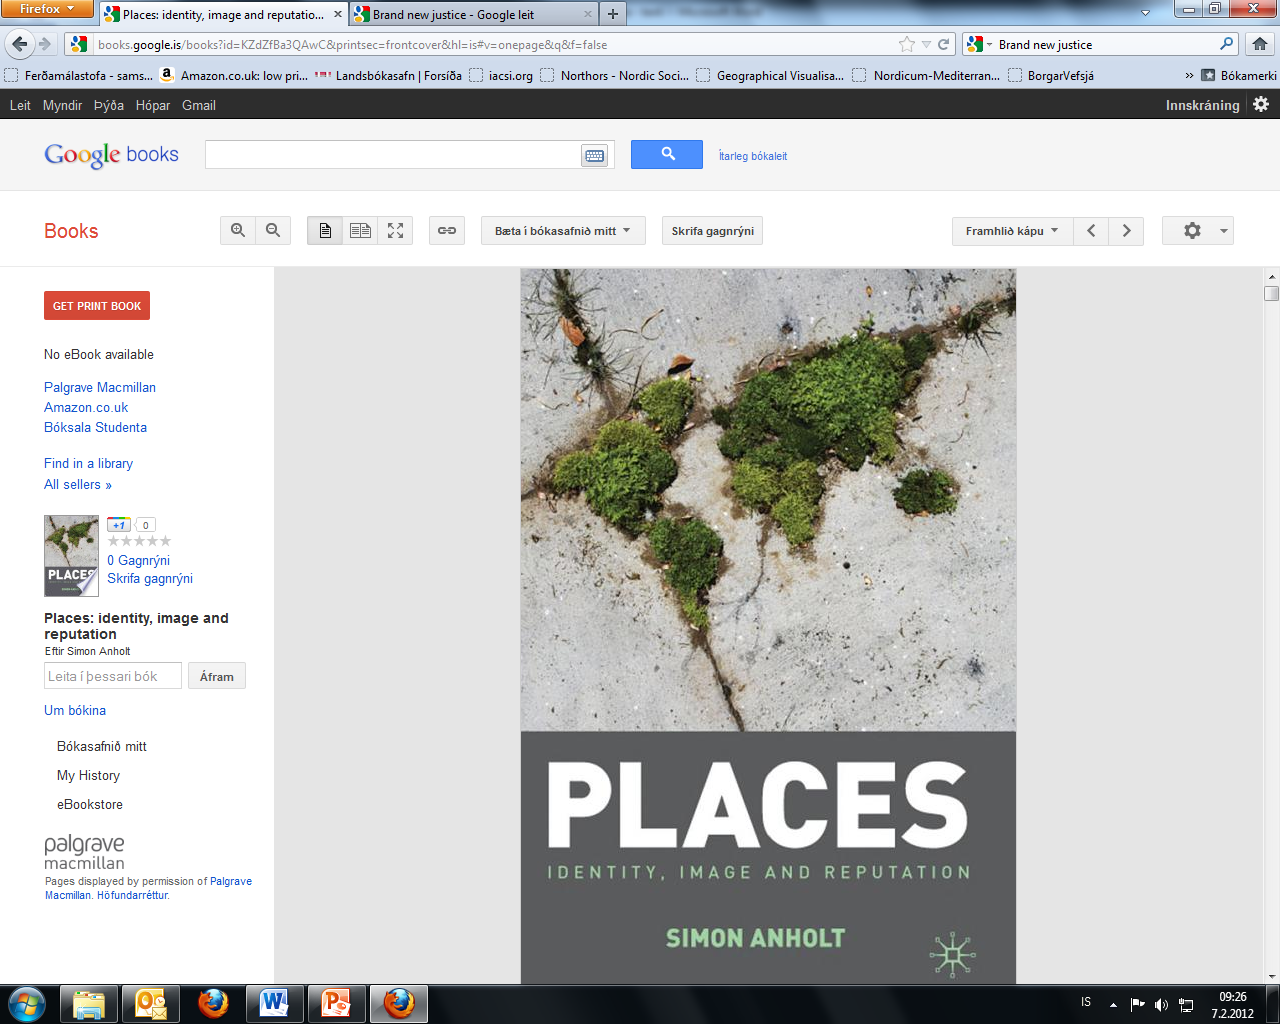 Firefox
Places: identity, image and reputatio...
Brand new justice - Google leit
books.google.is/books?id=KZdZfBa3QAwC&printsec=frontcover&hl=is#v=onepage&q&f=false
Brand new justice
Ferðamálastofa - sams...
Amazon.co.uk: low pri...
Landsbókasafn | Forsíða
iacsi.org
Northors - Nordic Soci...
Geographical Visualisa...
Nordicum-Mediterran...
BorgarVefsjá
»
Bókamerki
Leit Myndir Þýða Hópar Gmail
Innskráning
Google books
Ítarleg bókaleit
Books
Bæta í bókasafnið mitt
Skrifa gagnrýni
Framhlið kápu
GET PRINT BOOK
No eBook available
Palgrave Macmillan
Amazon.co.uk
Bóksala Studenta
Find in a library
All sellers »
+1 0
PLACES
0 Gagnrýni
Skrifa gagnrýni
Places: identity, image and
reputation
Eftir Simon Anholt
Leita í þessari bók
Áfram
Um bókina
Bókasafnið mitt
My History
eBookstore
palgrave
macmillan
Pages displayed by permission of Palgrave
Macmillan. Höfundarréttur.
PLACES
IDENTITY, IMAGE AND REPUTATION
SIMON ANHOLT
IS
09:26
7.2.2012